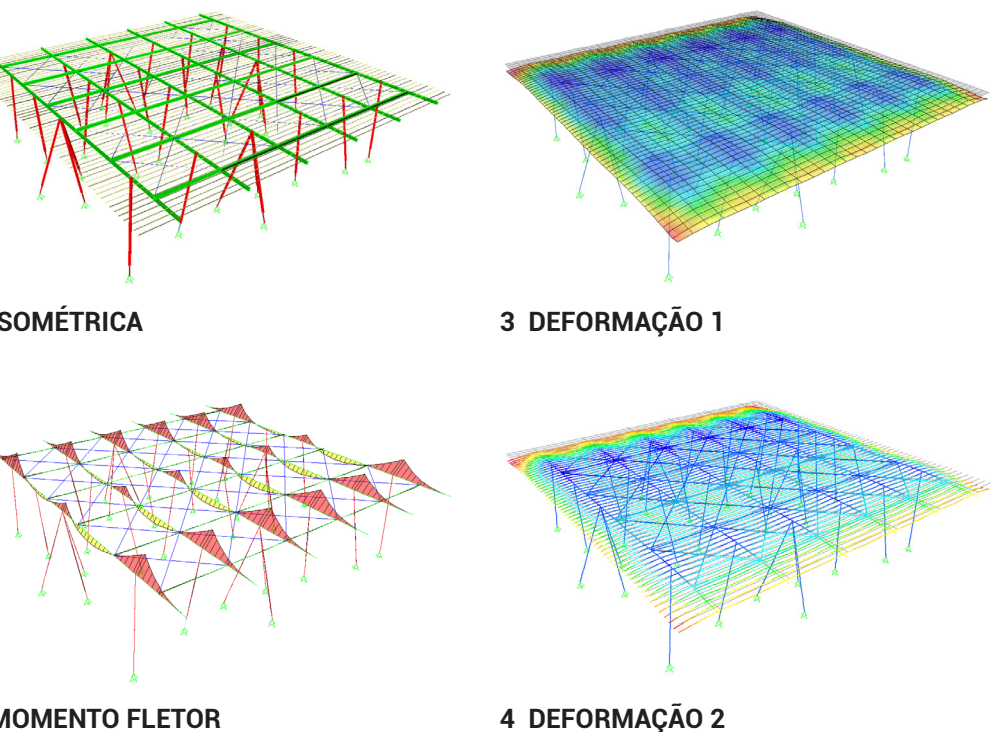 SOMÉTRICA
3 DEFORMAÇÃO 1
MOMENTO FLETOR
4 DEFORMAÇÃO 2